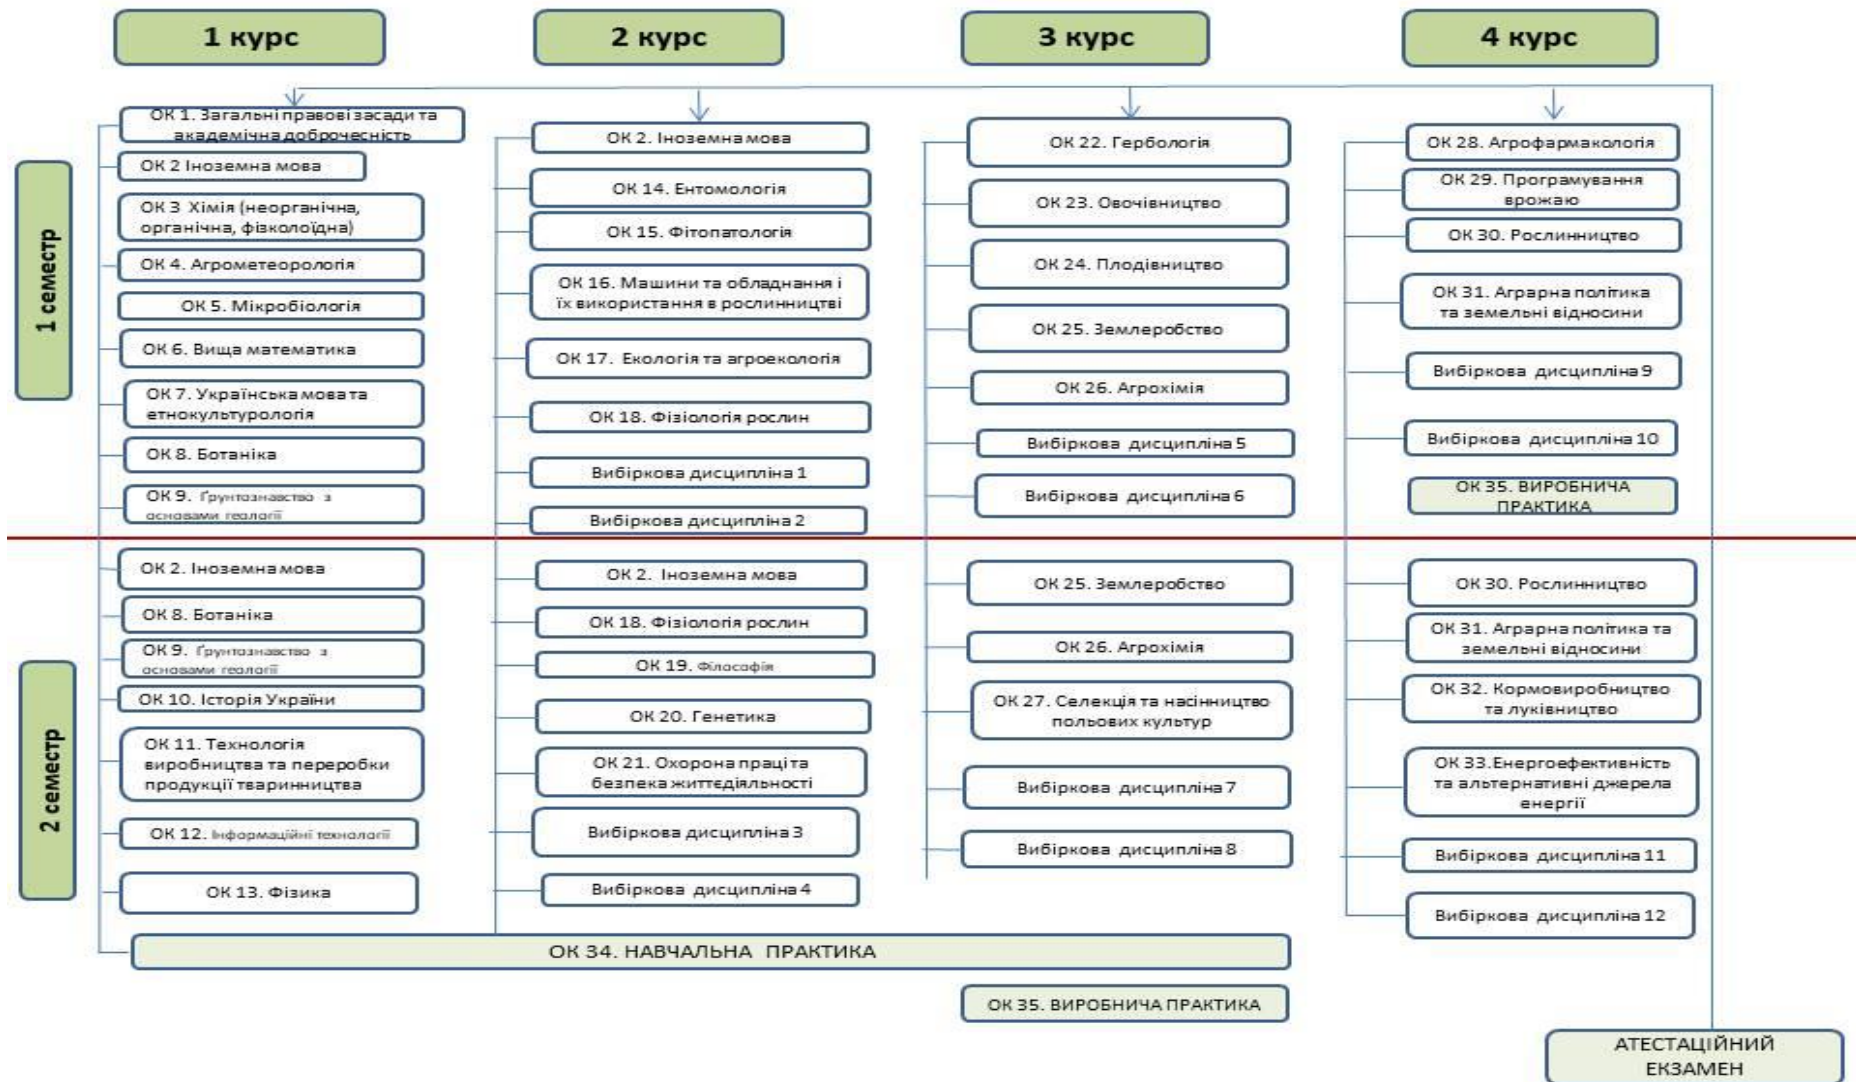 1 курс
2 курс
3 курс
4 курс
1 семестр
ОК 1. Загальні правові засади та
академічна доброчесність
ОК 2 Іноземна мова
ОК 3 Хімія (неорганічна,
органічна, фізколоїдна)
ОК 4. Агрометеорологія
ОК 5. Мікробіологія
ОК 6. Вища математика
ОК 7. Українська мова та
етнокультурологія
ОК 8. Ботаніка
ОК 9. Ґрунтознавство з
основами геології
ОК 2. Іноземна мова
ОК 14. Ентомологія
ОК 15. Фітопатологія
ОК 16. Машини та обладнання і
їх використання в рослинництві
ОК 17. Екологія та агроекологія
ОК 18. Фізіологія рослин
Вибіркова дисципліна 1
Вибіркова дисципліна 2
ОК 22. Гербологія
ОК 23. Овочівництво
ОК 24. Плодівництво
ОК 25. Землеробство
ОК 26. Агрохімія
Вибіркова дисципліна 5
Вибіркова дисципліна 6
ОК 28. Агрофармакологія
ОК 29. Програмування
врожаю
ОК 30. Рослинництво
ОК 31. Аграрна політика
та земельні відносини
Вибіркова дисципліна 9
Вибіркова дисципліна 10
ОК 35. ВИРОБНИЧА
ПРАКТИКА
2 семестр
ОК 2. Іноземна мова
ОК 8. Ботаніка
ОК 9. Ґрунтознавство з
основами геології
ОК 10. Історія України
ОК 11. Технологія
виробництва та переробки
продукції тваринництва
ОК 12. Інформаційні технології
ОК 13. Фізика
ОК 2. Іноземна мова
ОК 18. Фізіологія рослин
ОК 19. Філософія
ОК 20. Генетика
ОК 21. Охорона праці та
безпека життєдіяльності
Вибіркова дисципліна 3
Вибіркова дисципліна 4
ОК 25. Землеробство
ОК 26. Агрохімія
ОК 27. Селекція та насінництво
польових культур
Вибіркова дисципліна 7
Вибіркова дисципліна 8
ОК 30. Рослинництво
ОК 31. Аграрна політика та
земельні відносини
ОК 32. Кормовиробництво
та луківництво
ОК 33.Енергоефективність
та альтернативні джерела
енергії
Вибіркова дисципліна 11
Вибіркова дисципліна 12
ОК 34. НАВЧАЛЬНА ПРАКТИКА
ОК 35. ВИРОБНИЧА ПРАКТИКА
АТЕСТАЦІЙНИЙ
ЕКЗАМЕН